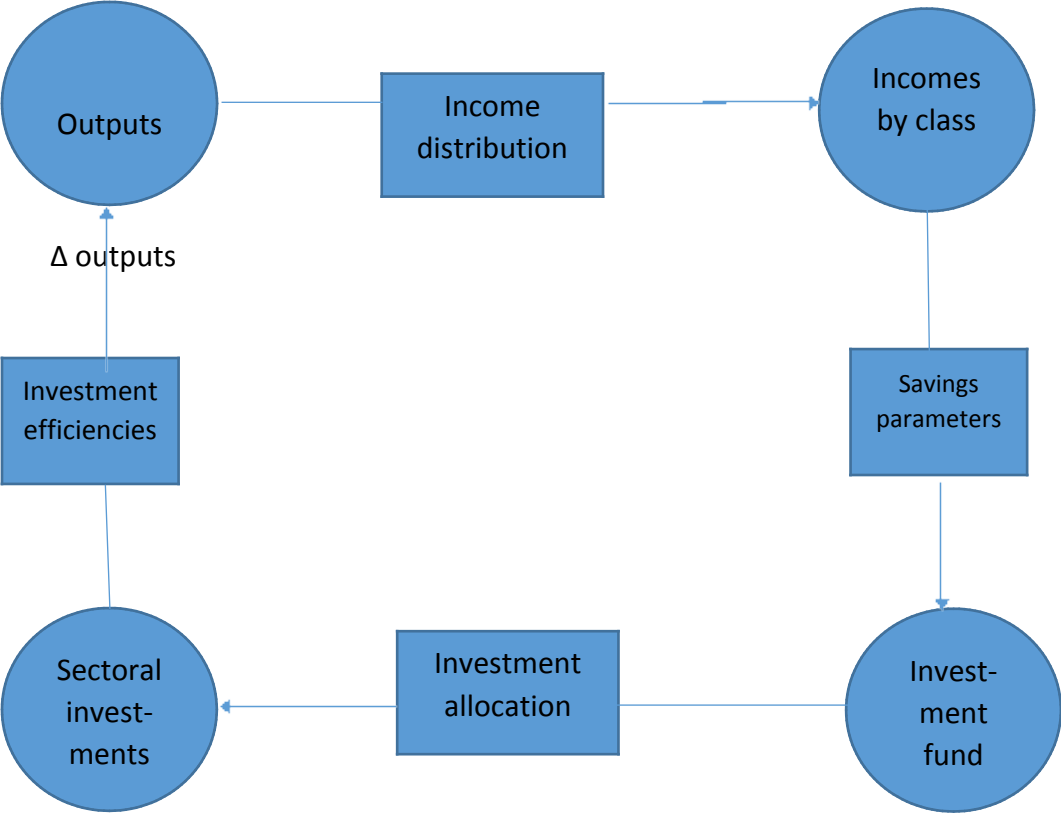 Outputs
Income
distribution
Incomes
by class
Δ outputs
Investment
efficiencies
Savings
parameters
Sectoral
invest-
ments
Investment
allocation
Invest-
ment
fund